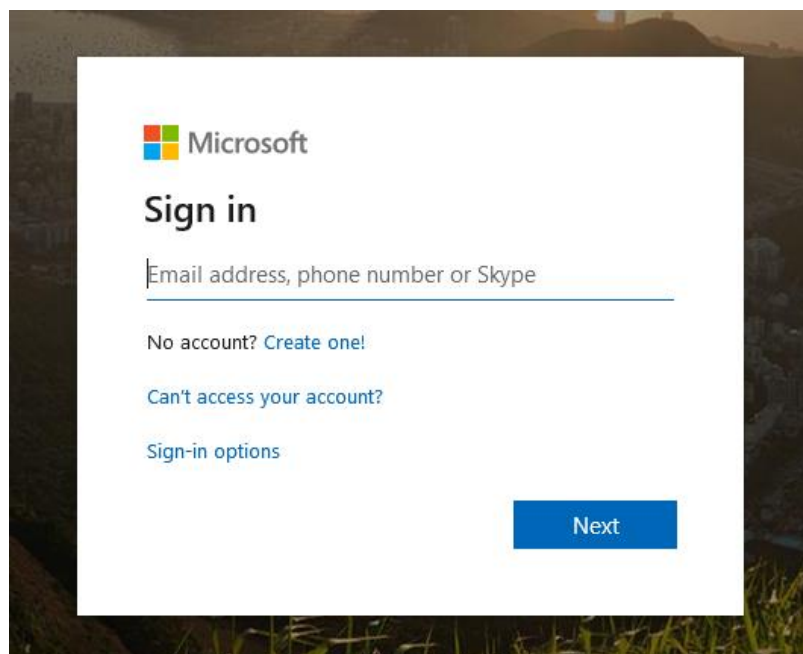 Microsoft
Sign in
Email address, phone number or Skype
No account? Create one!
Can't access your account?
Sign-in options
Next